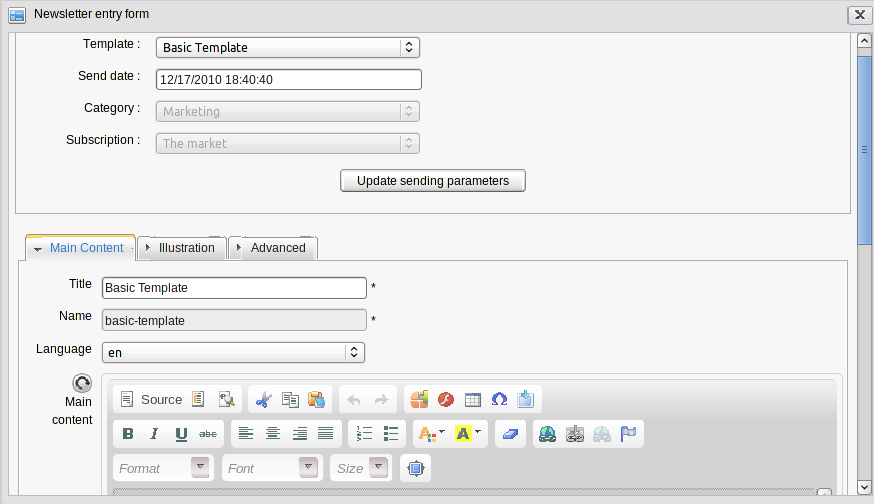 Newsletter entry form
Template : Basic Template
Send date : 12/17/2010 18:40:40
Category : Marketing
Subscription : The market
Update sending parameters
Main Content Illustration Advanced
Title Basic Template *
Name basic-template *
Language en
Main content
Source
B I U abc
A A
Format Font Size